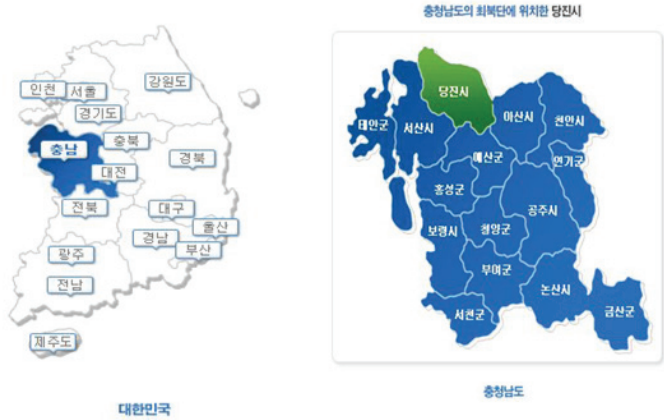 충청남도의 최북단에 위치한 당진시
강원도
인천
서울
경기도
충남
충북
대전
경북
전북
대구
울산
경남
부산
광주
전남
제주도
대한민국
당진시
태안군
서산시
아산시
천안시
예산군
연기군
홍성군
공주시
보령시
청양군
부여군
논산시
서천군
금산군
충청남도